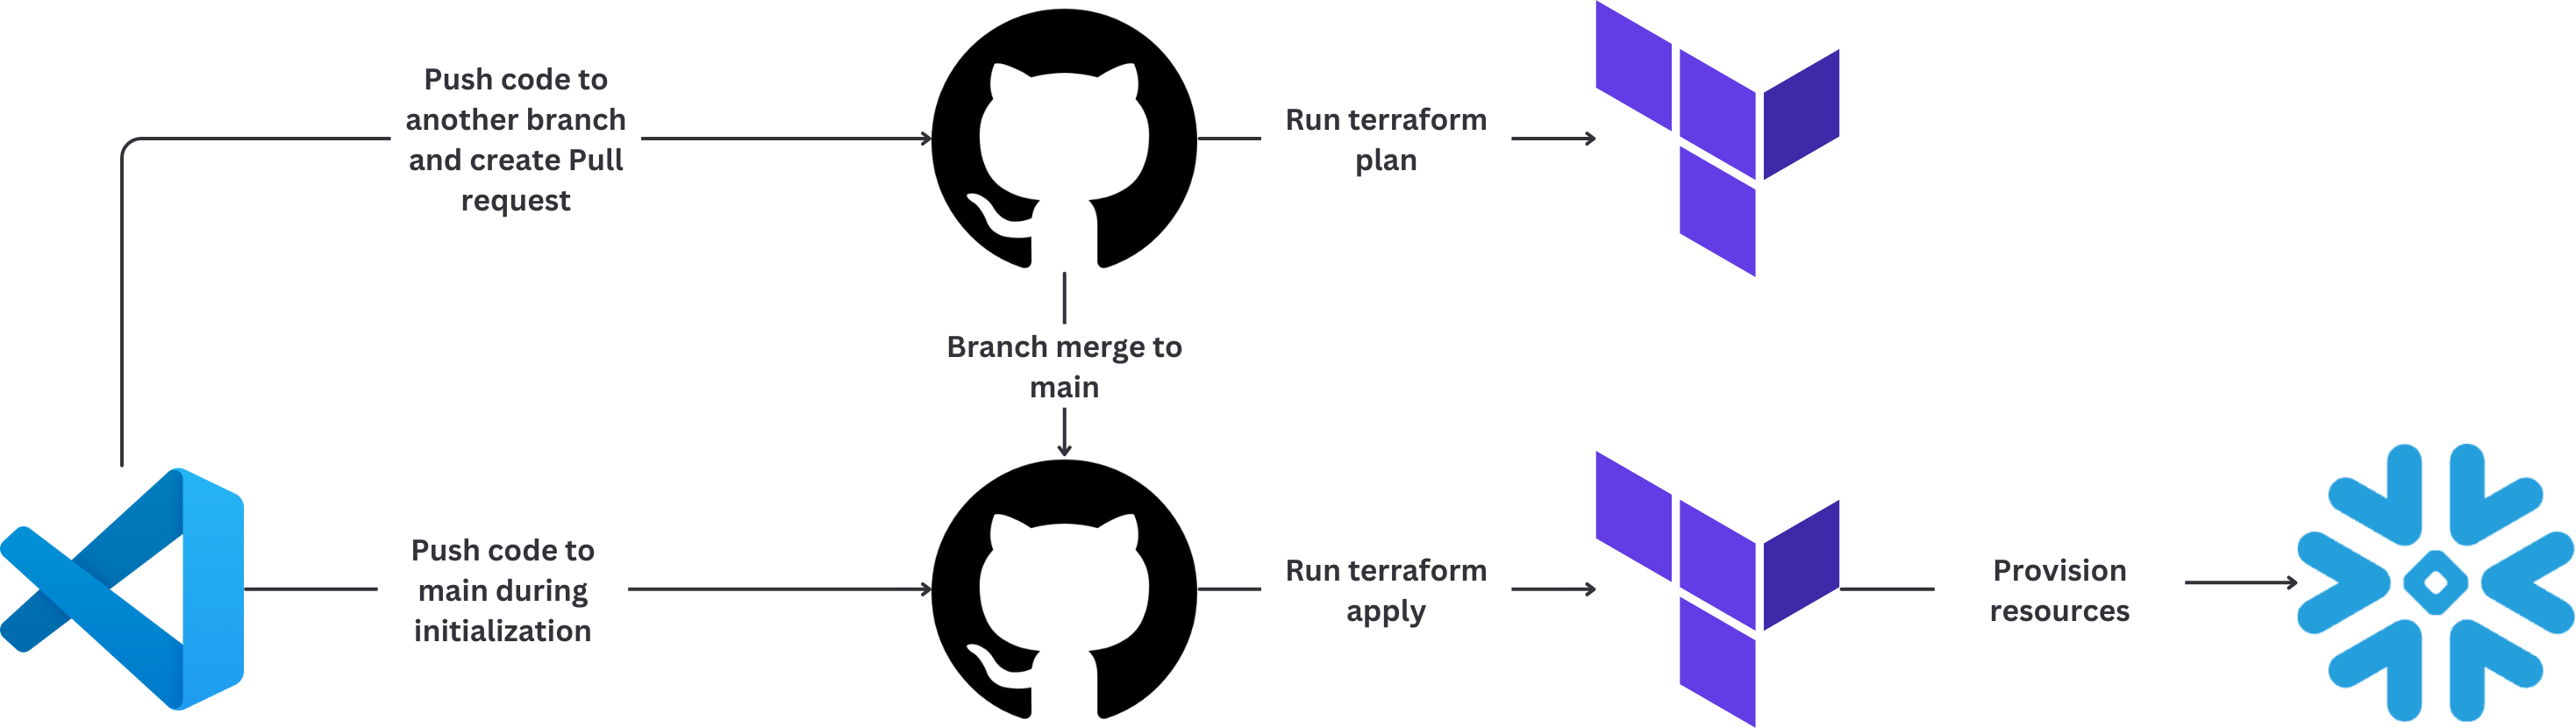 Push code to
another branch
and create Pull
request
Run terraform
plan
Branch merge to
main
Push code to
main during
initialization
Run terraform
apply
Provision
resources